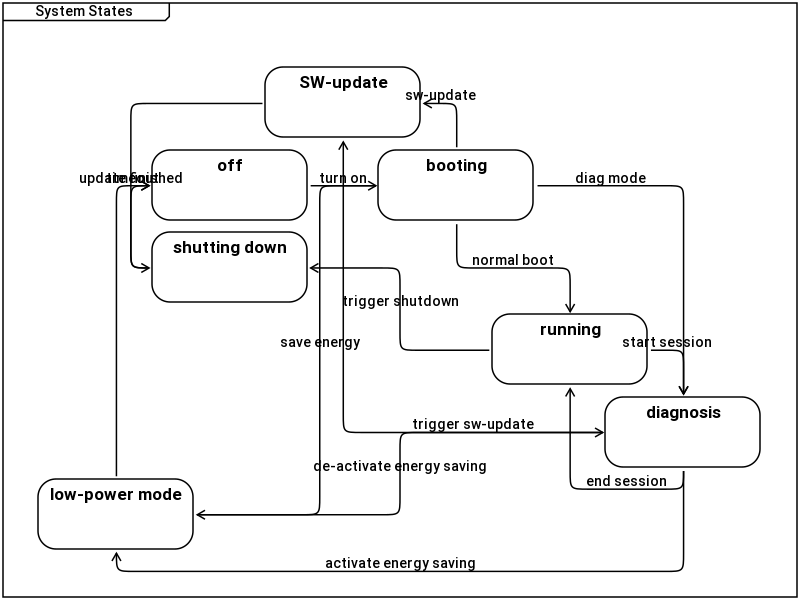 System States
SW-update
sw-update
off
booting
update finished
timeout
turn on
diag mode
shutting down
normal boot
trigger shutdown
running
save energy
start session
diagnosis
trigger sw-update
de-activate energy saving
end session
low-power mode
activate energy saving